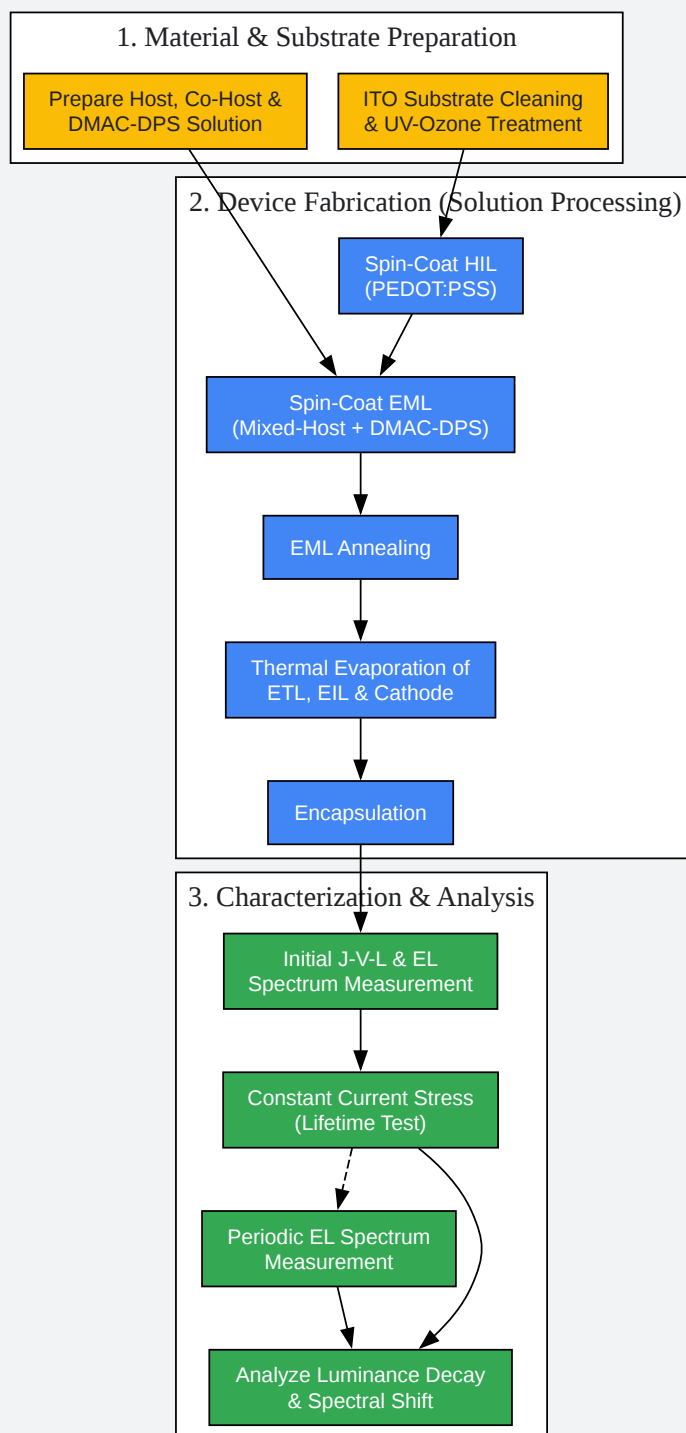 1. Material & Substrate Preparation
Prepare Host, Co-Host &
DMAC-DPS Solution
ITO Substrate Cleaning
& UV-Ozone Treatment
2. Device Fabrication (Solution Processing)
Spin-Coat HIL
(PEDOT:PSS)
Spin-Coat EML
(Mixed-Host + DMAC-DPS)
EML Annealing
Thermal Evaporation of
ETL, EIL & Cathode
Encapsulation
3. Characterization & Analysis
Initial J-V-L & EL
Spectrum Measurement
Constant Current Stress
(Lifetime Test)
Periodic EL Spectrum
Measurement
Analyze Luminance Decay
& Spectral Shift